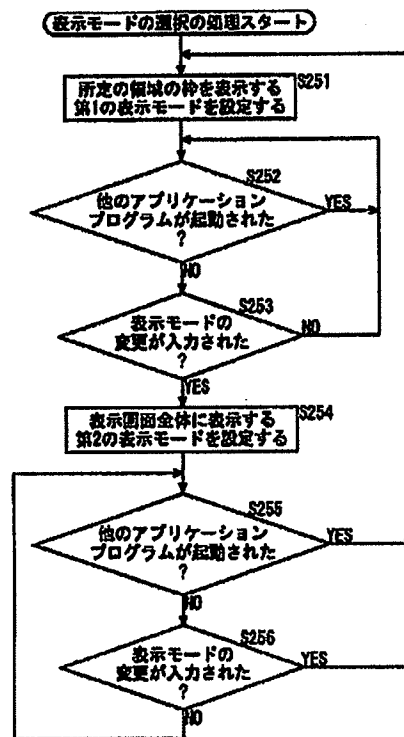 表示モードの選択の処理スタート
所定の領域の枠を表示する
第1の表示モードを設定する
S251
S252
他のアプリケーション
プログラムが起動された
?
YES
NO
S253
表示モードの
変更が入力された
?
NO
YES
表示画面全体に表示する
第2の表示モードを設定する
S254
S255
他のアプリケーション
プログラムが起動された
?
YES
NO
S256
表示モードの
変更が入力された
?
YES
NO